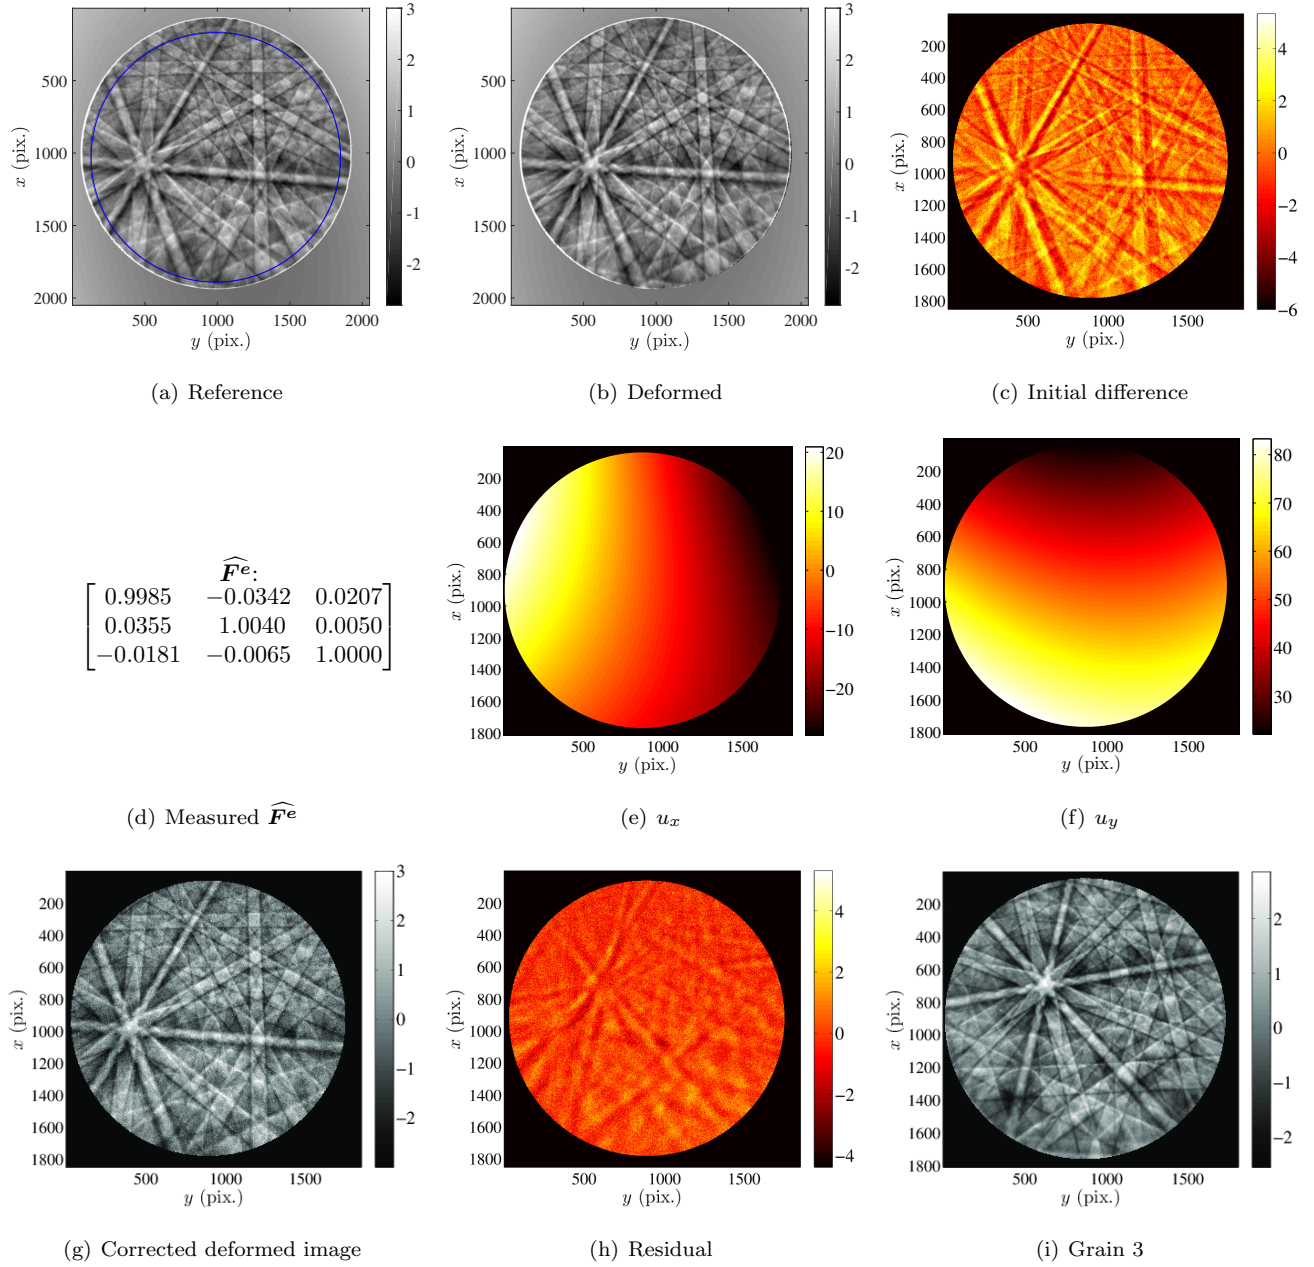 3
2
1
0
-1
-2
500
1000
1500
2000
x (pix.)
500 1000 1500 2000
y (pix.)
(a) Reference
3
2
1
0
-1
-2
500
1000
1500
2000
x (pix.)
500 1000 1500 2000
y (pix.)
(b) Deformed
4
2
0
−2
−4
−6
200
400
600
800
1000
1200
1400
1600
1800
x (pix.)
500 1000 1500
y (pix.)
(c) Initial difference
F^e:
0.9985 −0.0342 0.0207
0.0355 1.0040 0.0050
−0.0181 −0.0065 1.0000
(d) Measured F^e
20
10
0
−10
−20
200
400
600
800
1000
1200
1400
1600
1800
x (pix.)
500 1000 1500
y (pix.)
(e) u_x
80
70
60
50
40
30
200
400
600
800
1000
1200
1400
1600
1800
x (pix.)
500 1000 1500
y (pix.)
(f) u_y
3
2
1
0
−1
−2
200
400
600
800
1000
1200
1400
1600
1800
x (pix.)
500 1000 1500
y (pix.)
(g) Corrected deformed image
4
2
0
−2
−4
200
400
600
800
1000
1200
1400
1600
1800
x (pix.)
500 1000 1500
y (pix.)
(h) Residual
2
1
0
−1
−2
200
400
600
800
1000
1200
1400
1600
1800
x (pix.)
500 1000 1500
y (pix.)
(i) Grain 3